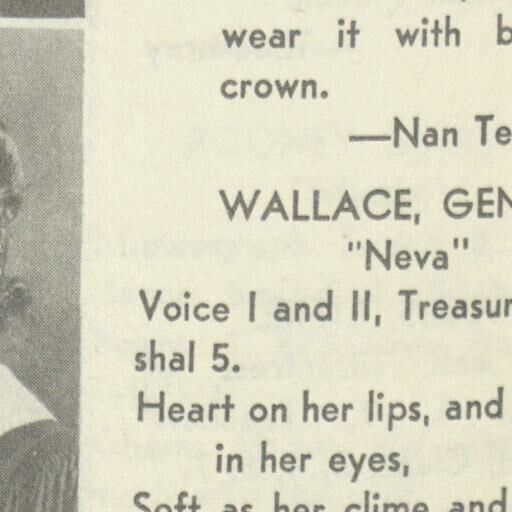 wear it with b
crown.
—Nan Te
WALLACE, GEN
"Neva"
Voice I and II, Treasur
shal 5.
Heart on her lips, and
in her eyes,
Soft as her clime and